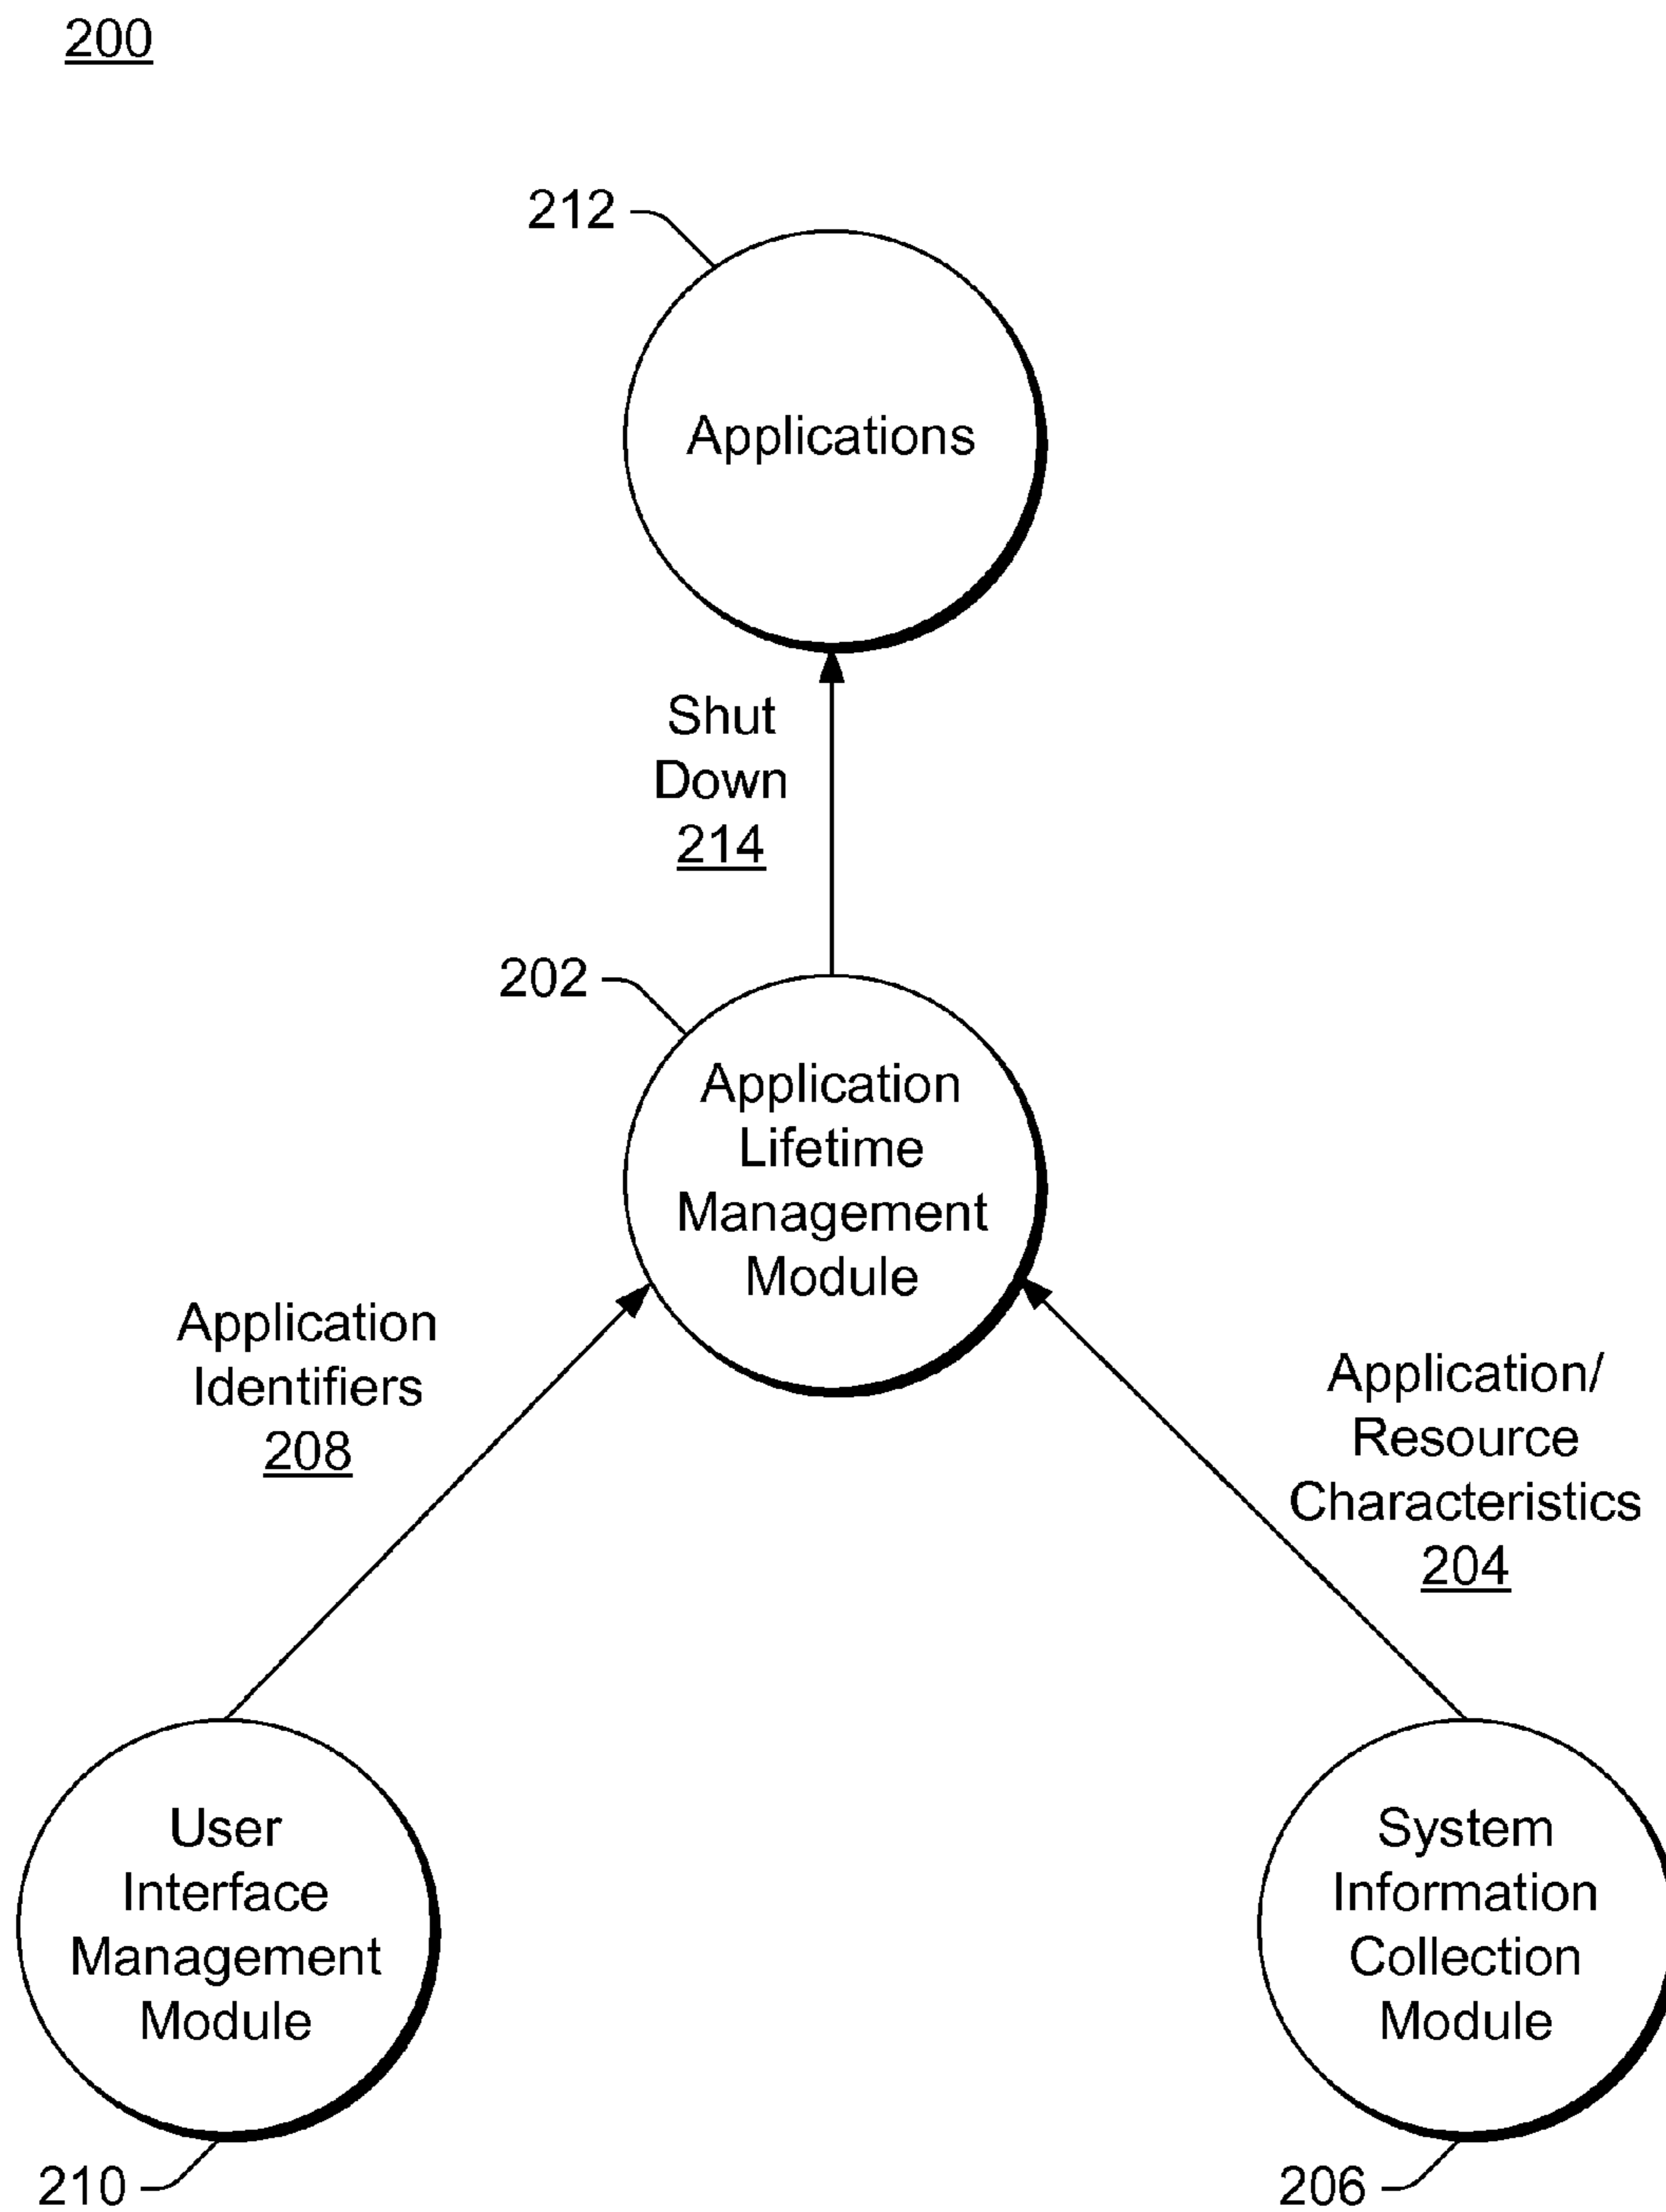 200
212
Applications
Shut
Down
214
202
Application
Lifetime
Management
Module
Application
Identifiers
208
Application/
Resource
Characteristics
204
User
Interface
Management
Module
210
System
Information
Collection
Module
206